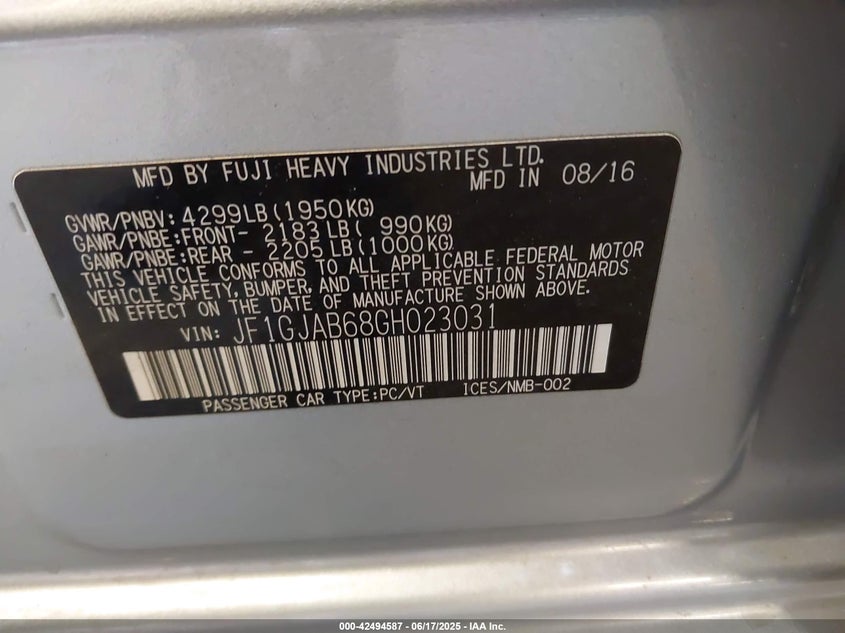 MFD BY FUJI HEAVY INDUSTRIES LTD.
MFD IN 08/16
GVWR/PNBV: 4299LB(1950KG)
GAWR/PNBE:FRONT- 2183LB( 990KG)
GAWR/PNBE:REAR - 2205LB(1000KG)
THIS VEHICLE CONFORMS TO ALL APPLICABLE FEDERAL MOTOR
VEHICLE SAFETY, BUMPER, AND THEFT PREVENTION STANDARDS
IN EFFECT ON THE DATE OF MANUFACTURE SHOWN ABOVE.
VIN: JF1GJAB68GH023031
PASSENGER CAR TYPE:PC/VT ICES/NMB-002
000-42494587 - 06/17/2025 - IAA Inc.